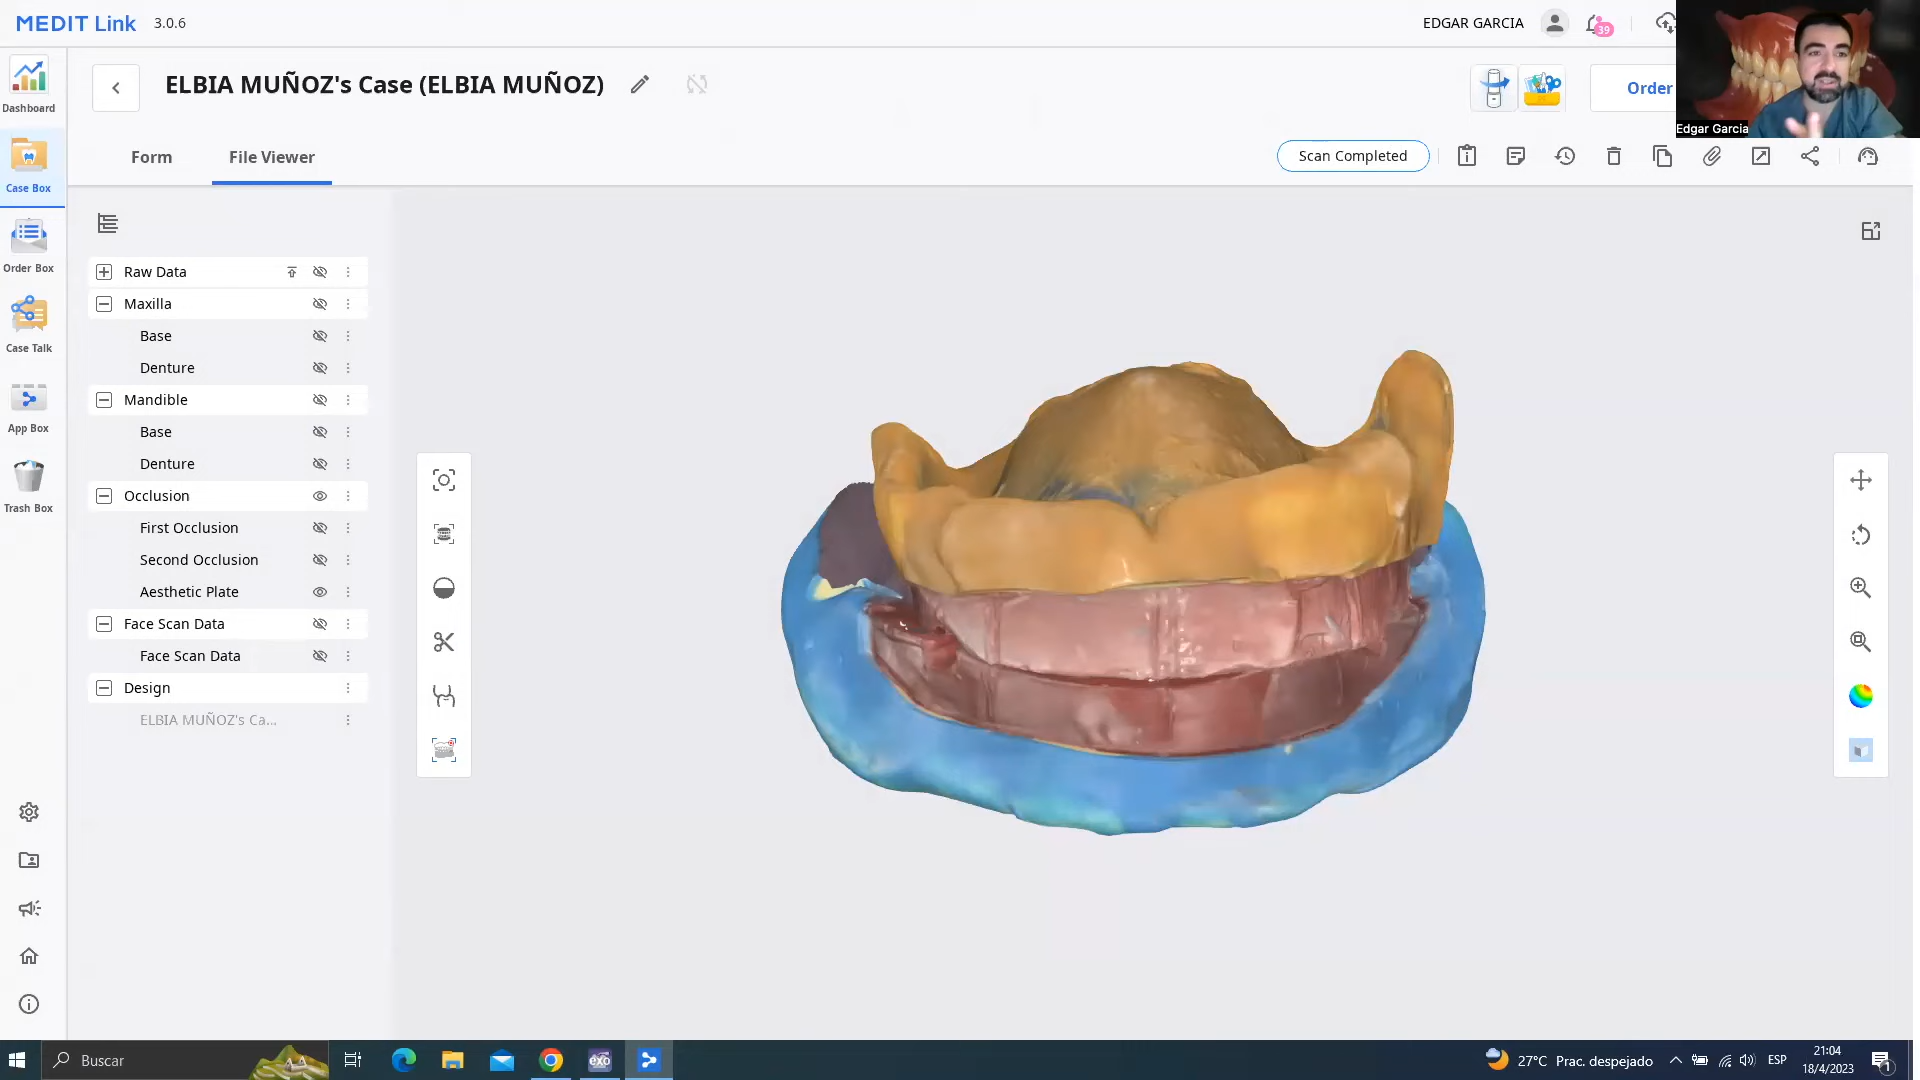 MEDIT Link 3.0.6
EDGAR GARCIA
39
Edgar Garcia
Dashboard
Case Box
Order Box
Case Talk
App Box
Trash Box
ELBIA MUÑOZ's Case (ELBIA MUÑOZ)
Order
Form
File Viewer
Scan Completed
Raw Data
Maxilla
Base
Denture
Mandible
Base
Denture
Occlusion
First Occlusion
Second Occlusion
Aesthetic Plate
Face Scan Data
Face Scan Data
Design
ELBIA MUÑOZ's Ca...
Buscar
exo
27°C Prac. despejado
ESP
21:04
18/4/2023
1